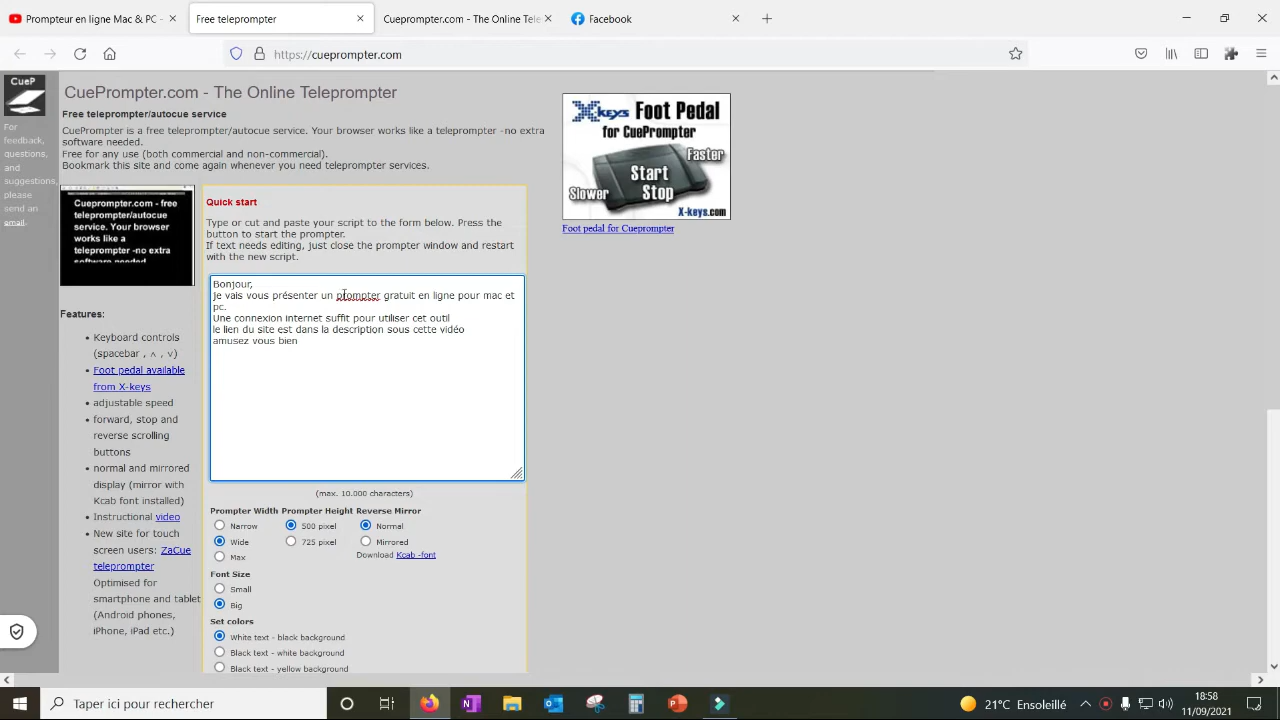 Prompteur en ligne Mac & PC -
Free teleprompter
Cueprompter.com - The Online Tele
Facebook
https://cueprompter.com
CueP
For
feedback,
questions,
and
suggestions,
please
send an
email.
CuePrompter.com - The Online Teleprompter
Free teleprompter/autocue service
CuePrompter is a free teleprompter/autocue service. Your browser works like a teleprompter -no extra
software needed.
Free for any use (both commercial and non-commercial).
Bookmark this site and come again whenever you need teleprompter services.
Cueprompter.com - free
teleprompter/autocue
service. Your browser
works like a
teleprompter -no extra
software needed
Features:
Keyboard controls
(spacebar , ∧ , ∨)
Foot pedal available
from X-keys
adjustable speed
forward, stop and
reverse scrolling
buttons
normal and mirrored
display (mirror with
Kcab font installed)
Instructional video
New site for touch
screen users: ZaCue
teleprompter
Optimised for
smartphone and tablet
(Android phones,
iPhone, iPad etc.)
Quick start
Type or cut and paste your script to the form below. Press the
button to start the prompter.
If text needs editing, just close the prompter window and restart
with the new script.
Bonjour,
je vais vous présenter un prompter gratuit en ligne pour mac et
pc.
Une connexion internet suffit pour utiliser cet outil
le lien du site est dans la description sous cette vidéo
amusez vous bien
(max. 10.000 characters)
Prompter Width Prompter Height Reverse Mirror
Narrow 500 pixel Normal
Wide 725 pixel Mirrored
Max Download Kcab -font
Font Size
Small
Big
Set colors
White text - black background
Black text - white background
Black text - yellow background
X-keys Foot Pedal
for CuePrompter
Faster
Start
Stop
Slower
X-keys.com
Foot pedal for Cueprompter
Taper ici pour rechercher
21°C Ensoleillé
18:58
11/09/2021